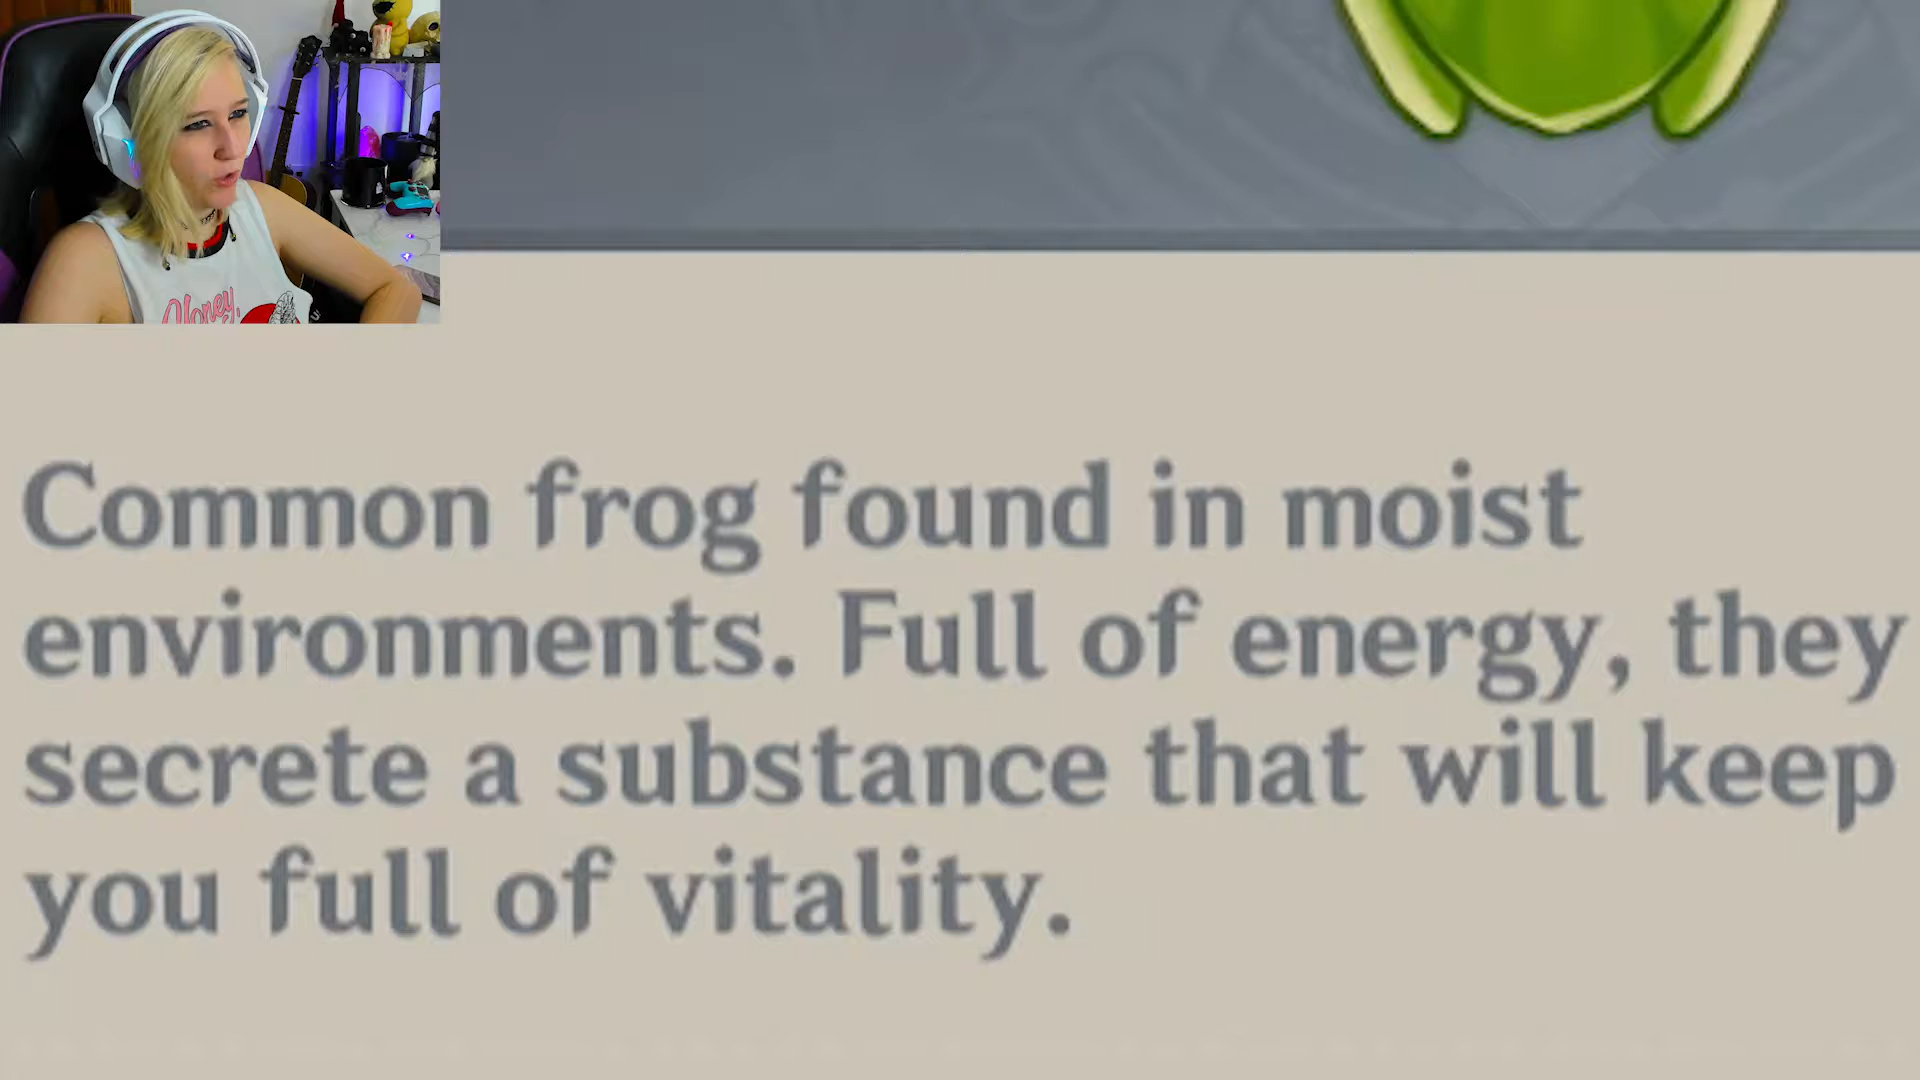 Honey,
Common frog found in moist
environments. Full of energy, they
secrete a substance that will keep
you full of vitality.